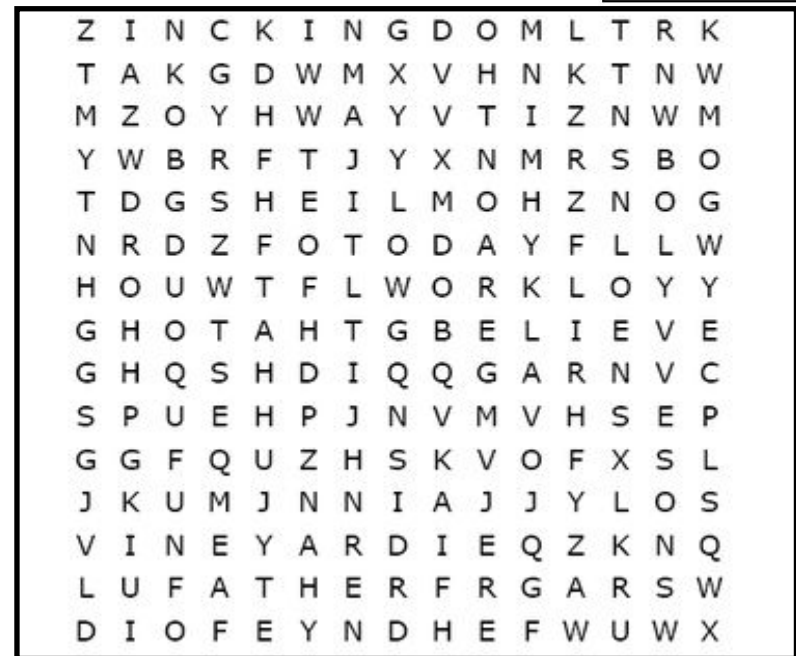 Z I N C K I N G D O M L T R K
T A K G D W M X V H N K T N W
M Z O Y H W A Y V T I Z N W M
Y W B R F T J Y X N M R S B O
T D G S H E I L M O H Z N O G
N R D Z F O T O D A Y F L L W
H O U W T F L W O R K L O Y Y
G H O T A H T G B E L I E V E
G H Q S H D I Q Q G A R N V C
S P U E H P J N V M V H S E P
G G F Q U Z H S K V O F X S L
J K U M J N N I A J J Y L O S
V I N E Y A R D I E Q Z K N Q
L U F A T H E R F R G A R S W
D I O F E Y N D H E F W U W X